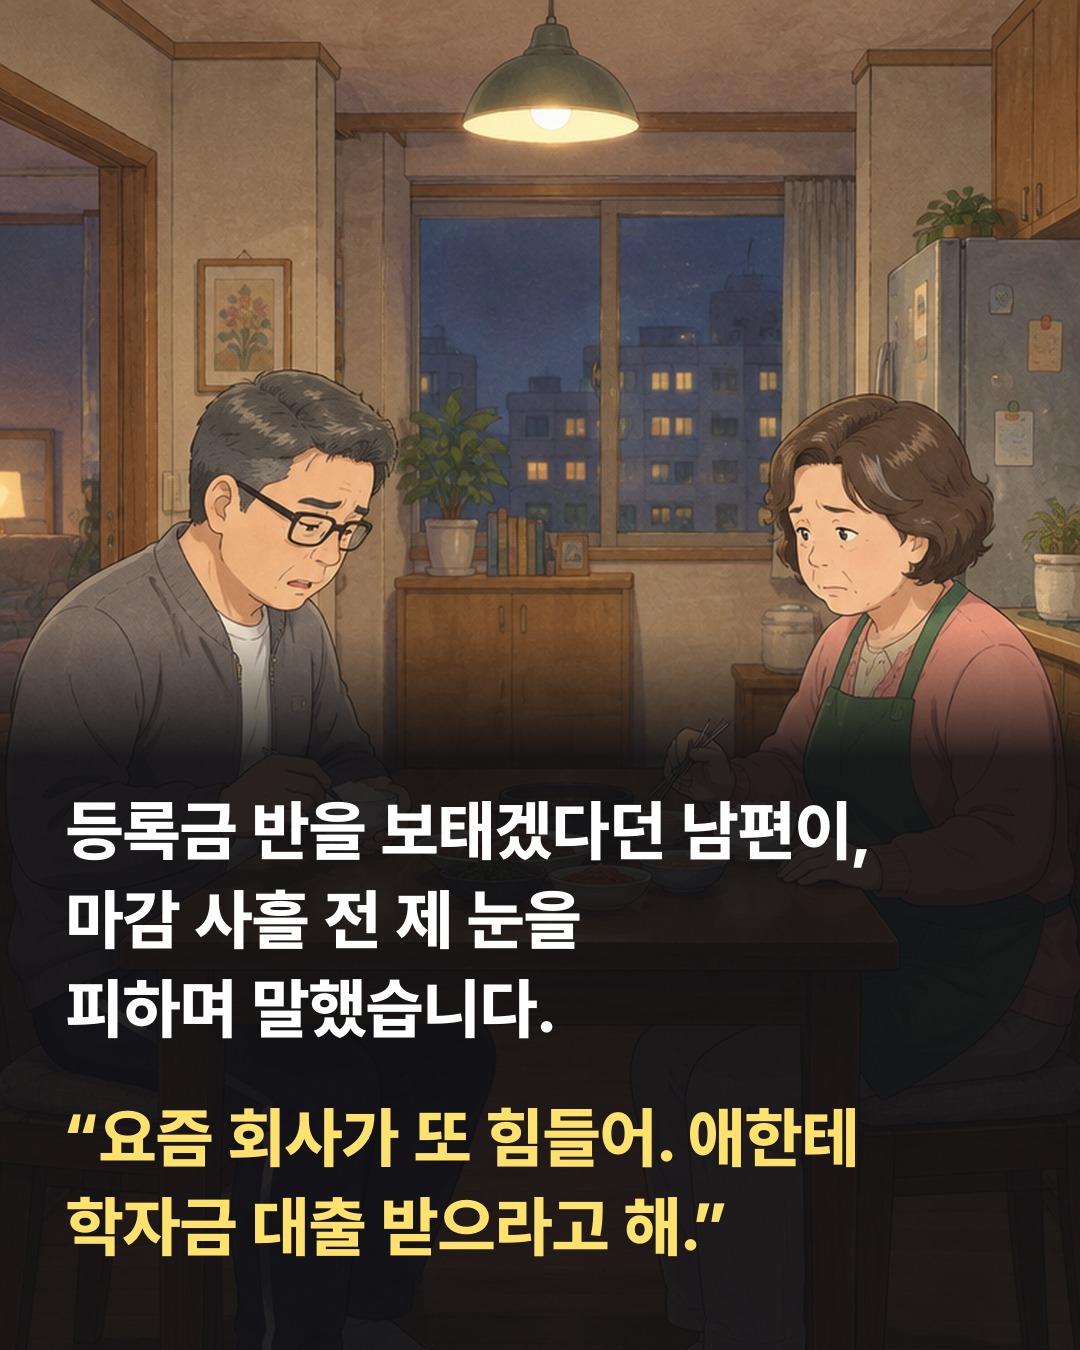 등록금 반을 보태겠다던 남편이,
마감 사흘 전 제 눈을
피하며 말했습니다.
“요즘 회사가 또 힘들어. 애한테
학자금 대출 받으라고 해.”